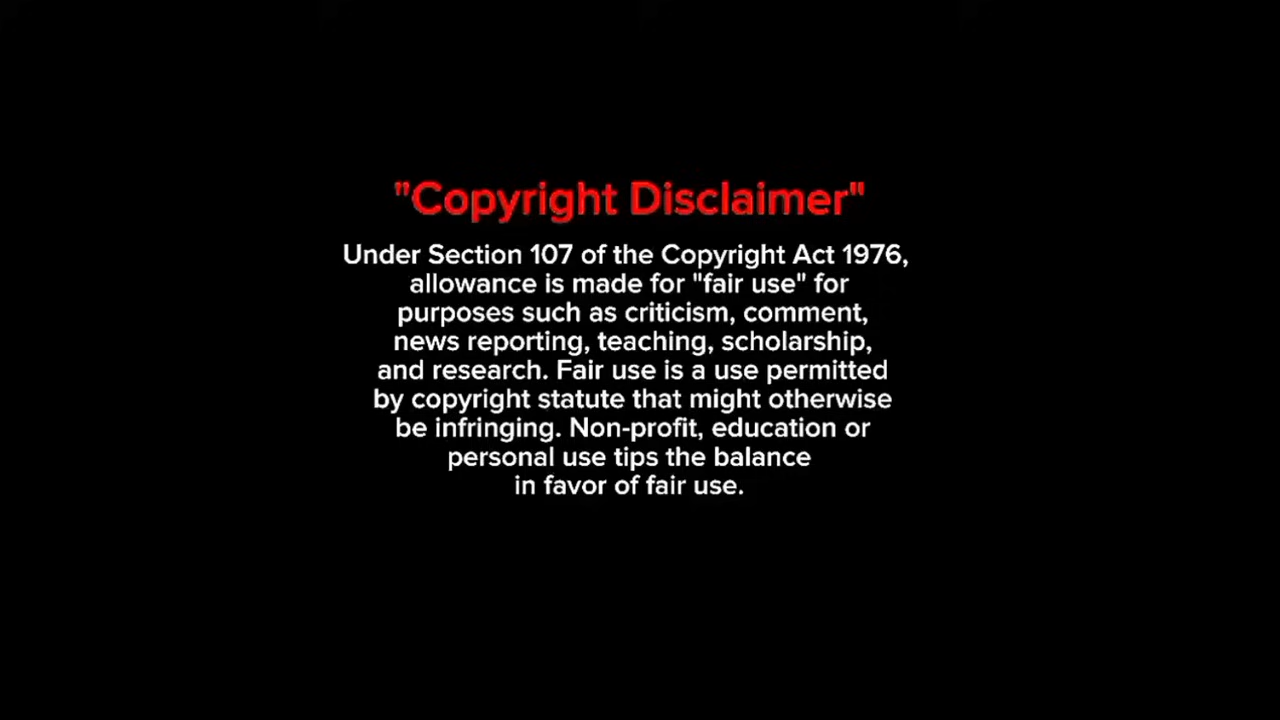 "Copyright Disclaimer"
Under Section 107 of the Copyright Act 1976,
allowance is made for "fair use" for
purposes such as criticism, comment,
news reporting, teaching, scholarship,
and research. Fair use is a use permitted
by copyright statute that might otherwise
be infringing. Non-profit, education or
personal use tips the balance
in favor of fair use.